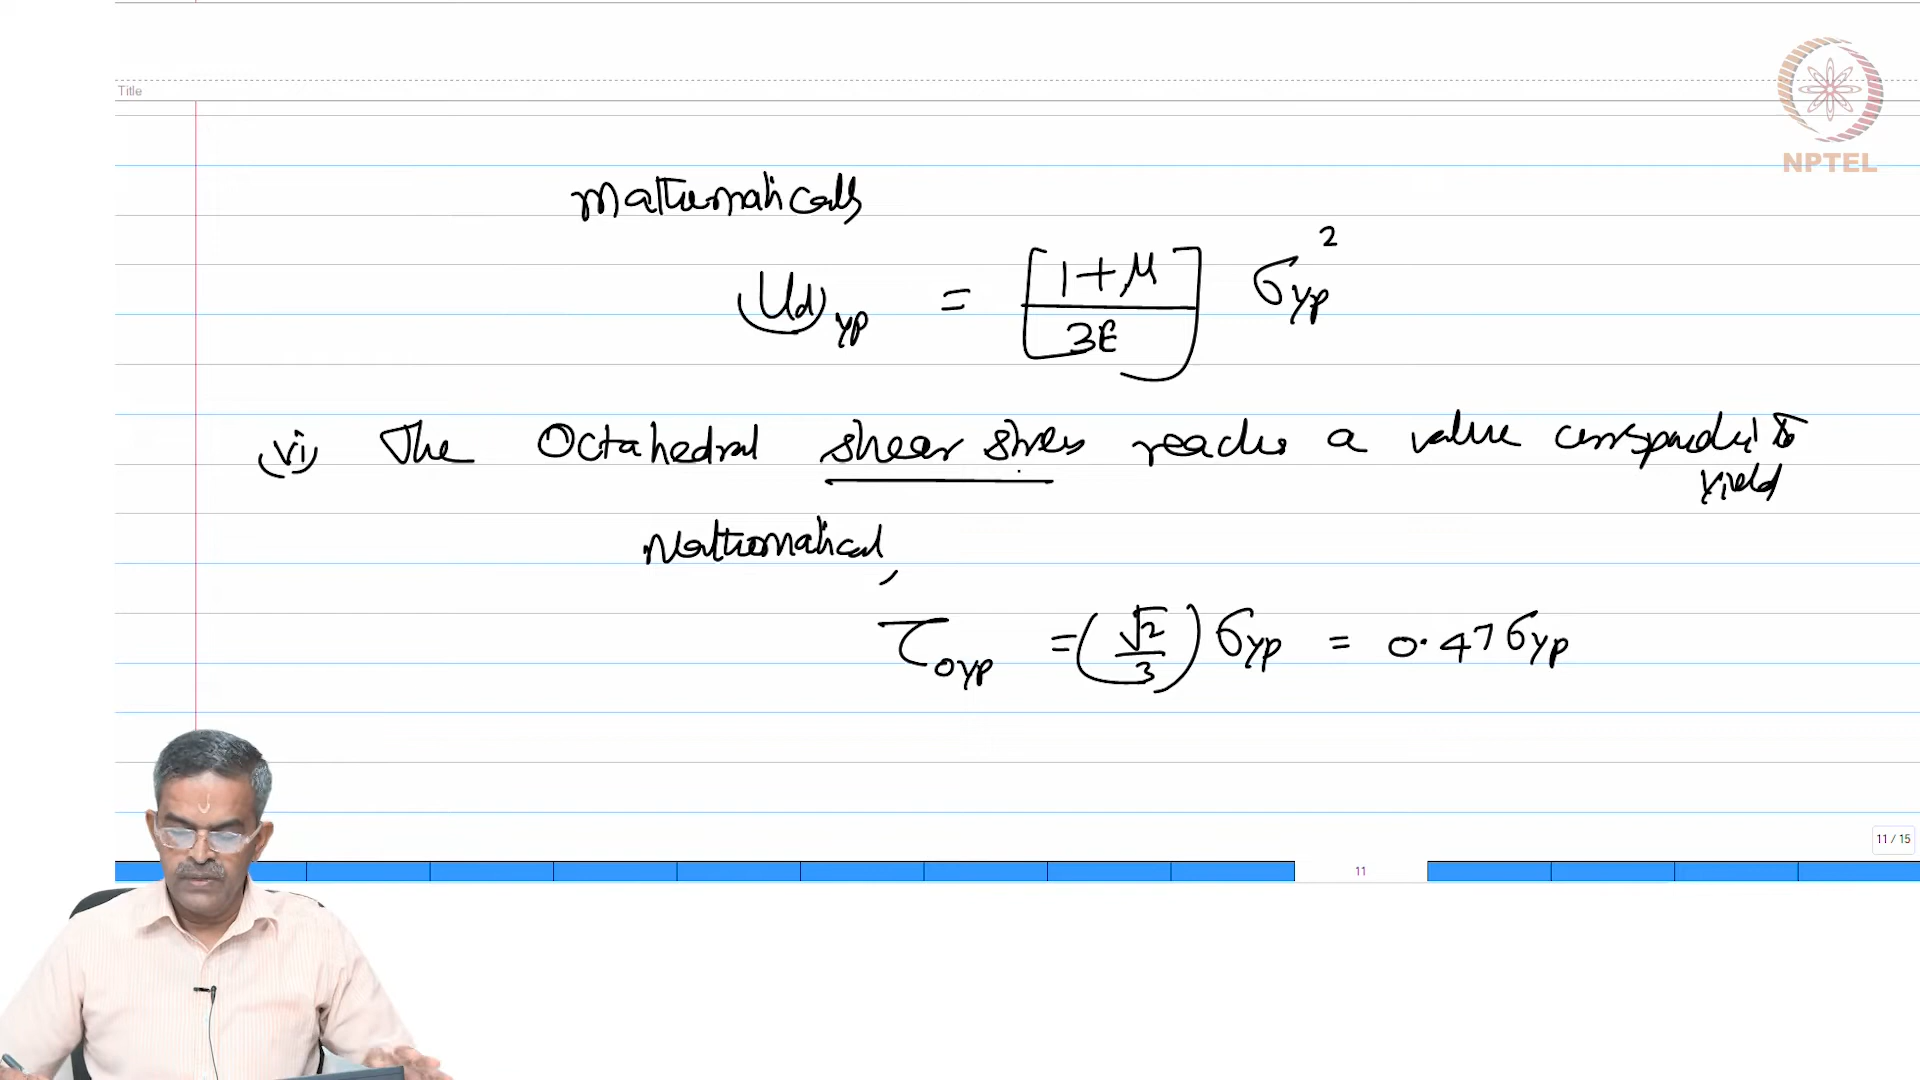 Title
NPTEL
Mathematically
(Ud)yp = [1+μ / 3E] σyp²
(vi) The Octahedral shear stress reaches a value corresponding to
yield
Mathematical,
τoyp = (√2/3) σyp = 0.47 σyp
11 / 15
11